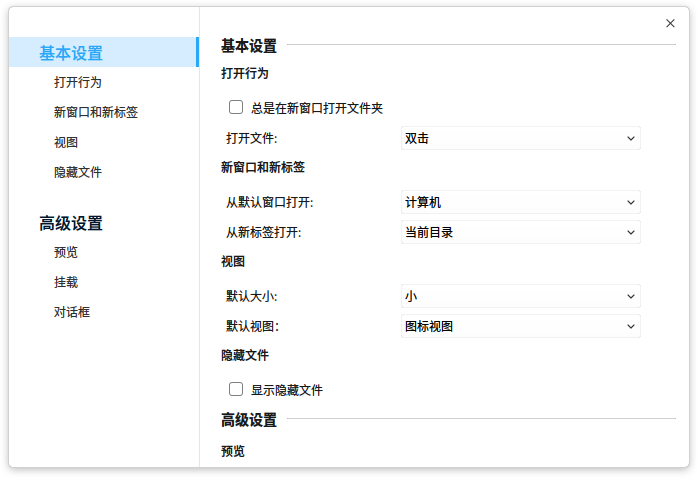 基本设置
打开行为
新窗口和新标签
视图
隐藏文件
高级设置
预览
挂载
对话框
基本设置
打开行为
总是在新窗口打开文件夹
打开文件: 双击
新窗口和新标签
从默认窗口打开: 计算机
从新标签打开: 当前目录
视图
默认大小: 小
默认视图: 图标视图
隐藏文件
显示隐藏文件
高级设置
预览